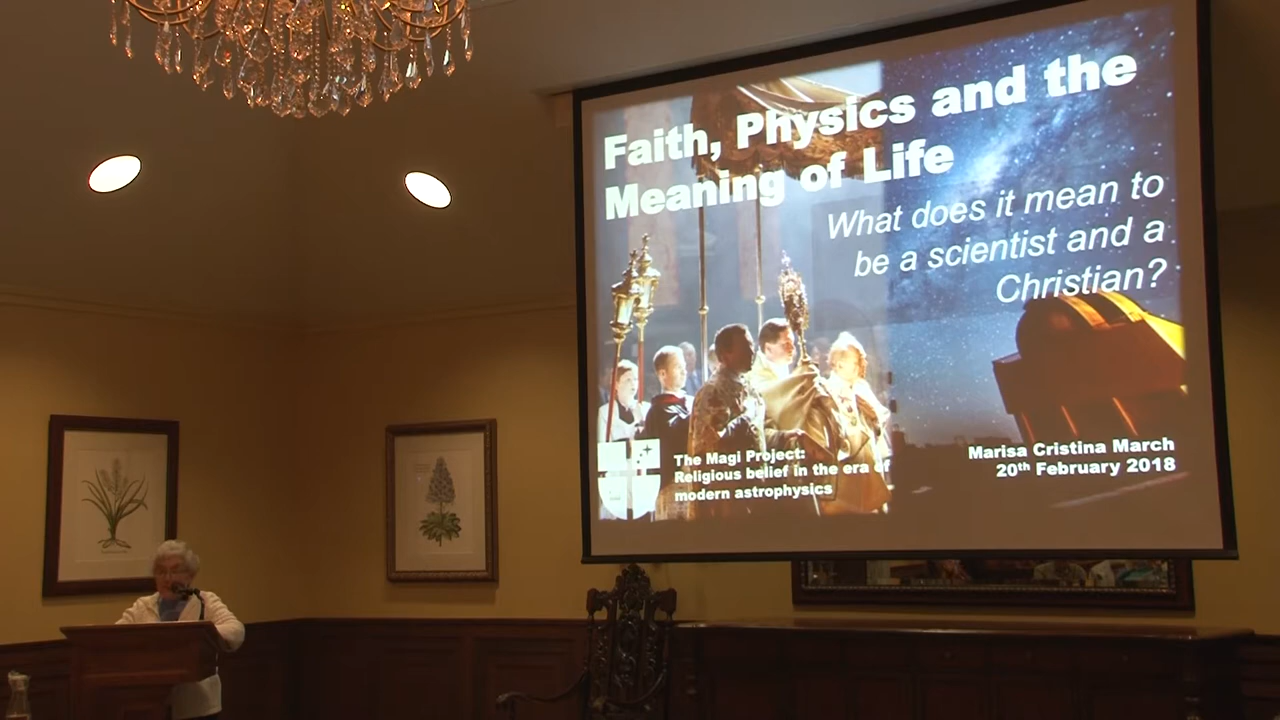 Faith, Physics and the
Meaning of Life
What does it mean to
be a scientist and a
Christian?
The Magi Project:
Religious belief in the era of
modern astrophysics
Marisa Cristina March
20th February 2018